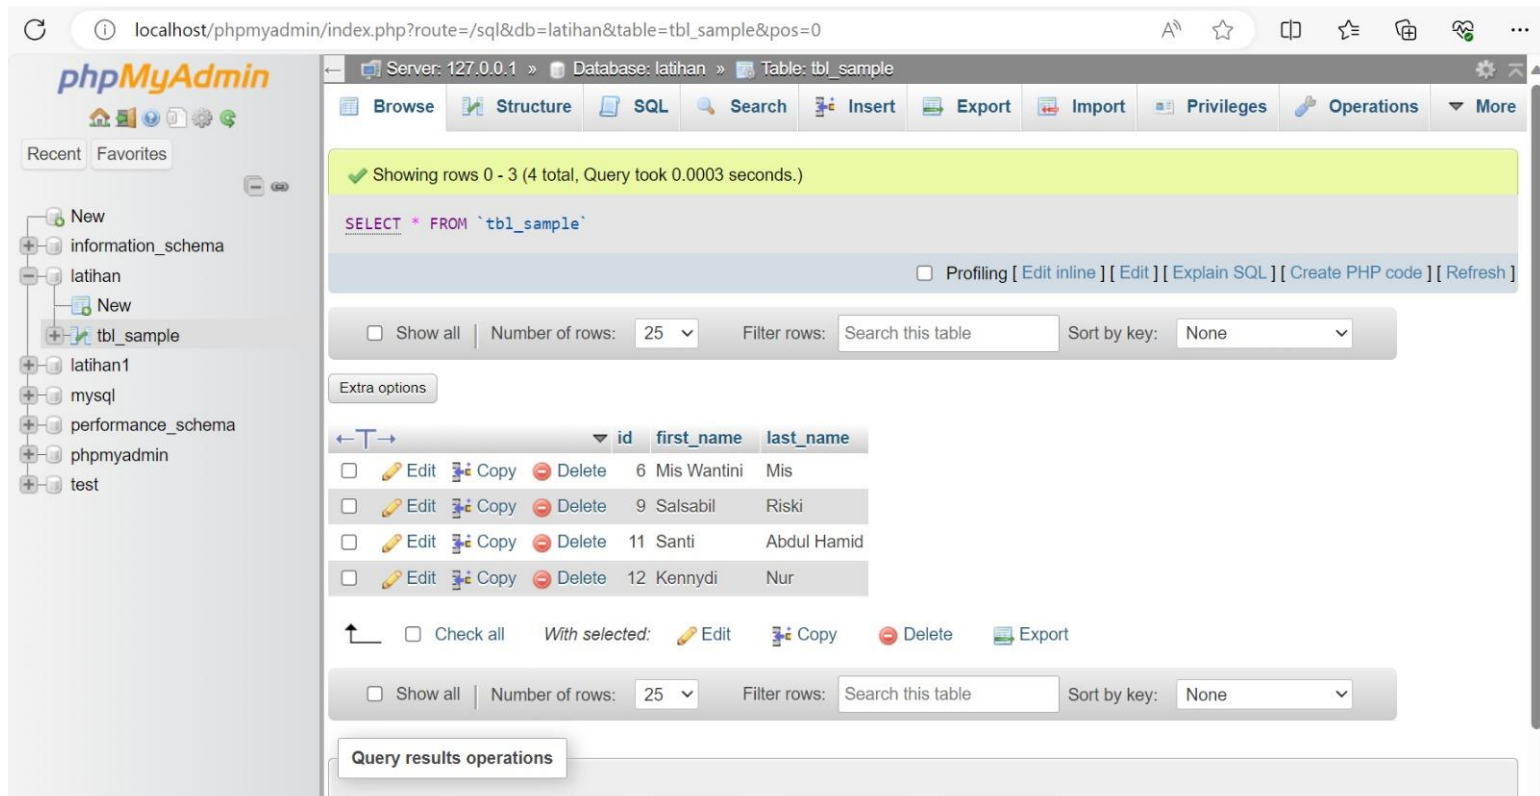 localhost/phpmyadmin/index.php?route=/sql&db=latihan&table=tbl_sample&pos=0
phpMyAdmin
Recent Favorites
New
information_schema
latihan
New
tbl_sample
latihan1
mysql
performance_schema
phpmyadmin
test
Server: 127.0.0.1 » Database: latihan » Table: tbl_sample
Browse Structure SQL Search Insert Export Import Privileges Operations More
Showing rows 0 - 3 (4 total, Query took 0.0003 seconds.)
SELECT * FROM `tbl_sample`
Profiling [ Edit inline ] [ Edit ] [ Explain SQL ] [ Create PHP code ] [ Refresh ]
Show all | Number of rows: 25 Filter rows: Search this table Sort by key: None
Extra options
id first_name last_name
Edit Copy Delete 6 Mis Wantini Mis
Edit Copy Delete 9 Salsabil Riski
Edit Copy Delete 11 Santi Abdul Hamid
Edit Copy Delete 12 Kennydi Nur
Check all With selected: Edit Copy Delete Export
Show all | Number of rows: 25 Filter rows: Search this table Sort by key: None
Query results operations